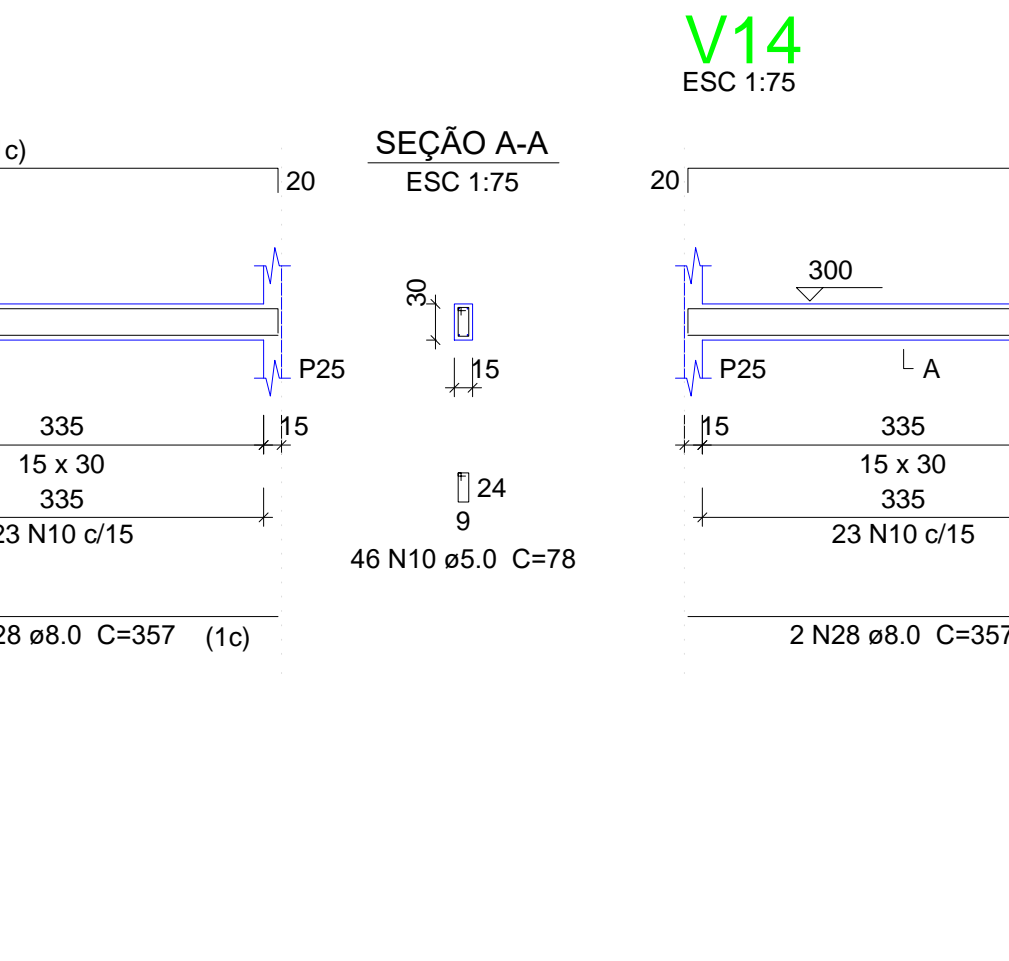 V14
ESC 1:75
c)
20
SEÇÃO A-A
ESC 1:75
20
300
30
15
P25
P25
A
335
15
15 x 30
335
23 N10 c/15
24
9
46 N10 ø5.0 C=78
15
335
15 x 30
335
23 N10 c/15
28 ø8.0 C=357 (1c)
2 N28 ø8.0 C=357